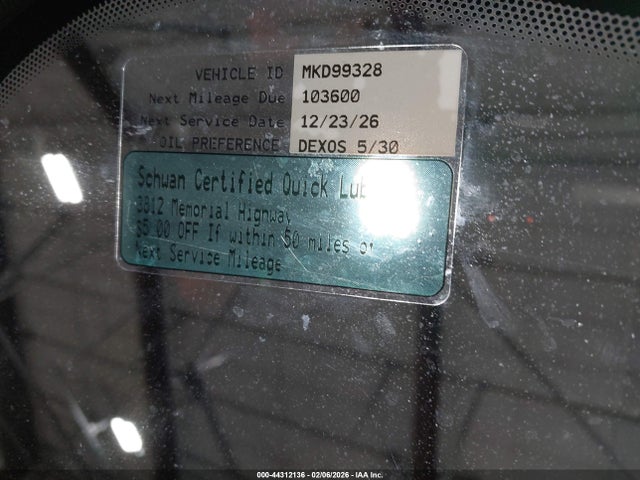 VEHICLE ID MKD99328
Next Mileage Due 103600
Next Service Date 12/23/26
OIL PREFERENCE DEXOS 5/30
Schwan Certified Quick Lub
3812 Memorial Highway
$5.00 OFF If within 50 miles or
Next Service Mileage
000-44312136 - 02/06/2026 - IAA Inc.